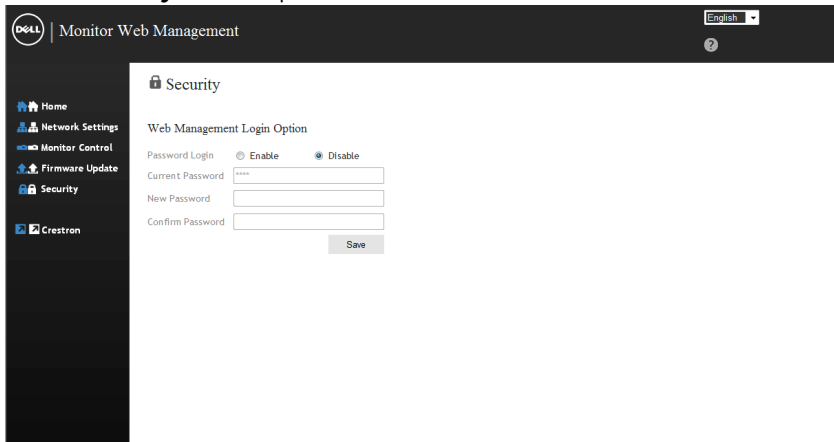 DELL Monitor Web Management
English
?
Security
Home
Network Settings
Monitor Control
Firmware Update
Security
Crestron
Web Management Login Option
Password Login Enable Disable
Current Password ****
New Password
Confirm Password
Save